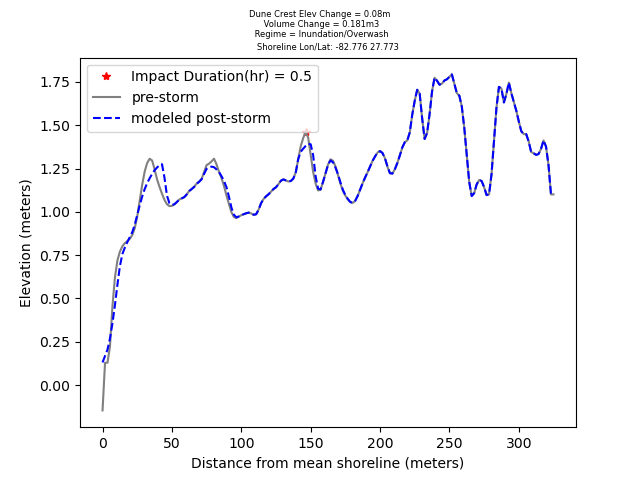 Dune Crest Elev Change = 0.08m
Volume Change = 0.181m3
Regime = Inundation/Overwash
Shoreline Lon/Lat: -82.776 27.773
Impact Duration(hr) = 0.5
pre-storm
modeled post-storm
1.75
1.50
1.25
1.00
0.75
0.50
0.25
0.00
Elevation (meters)
0 50 100 150 200 250 300
Distance from mean shoreline (meters)